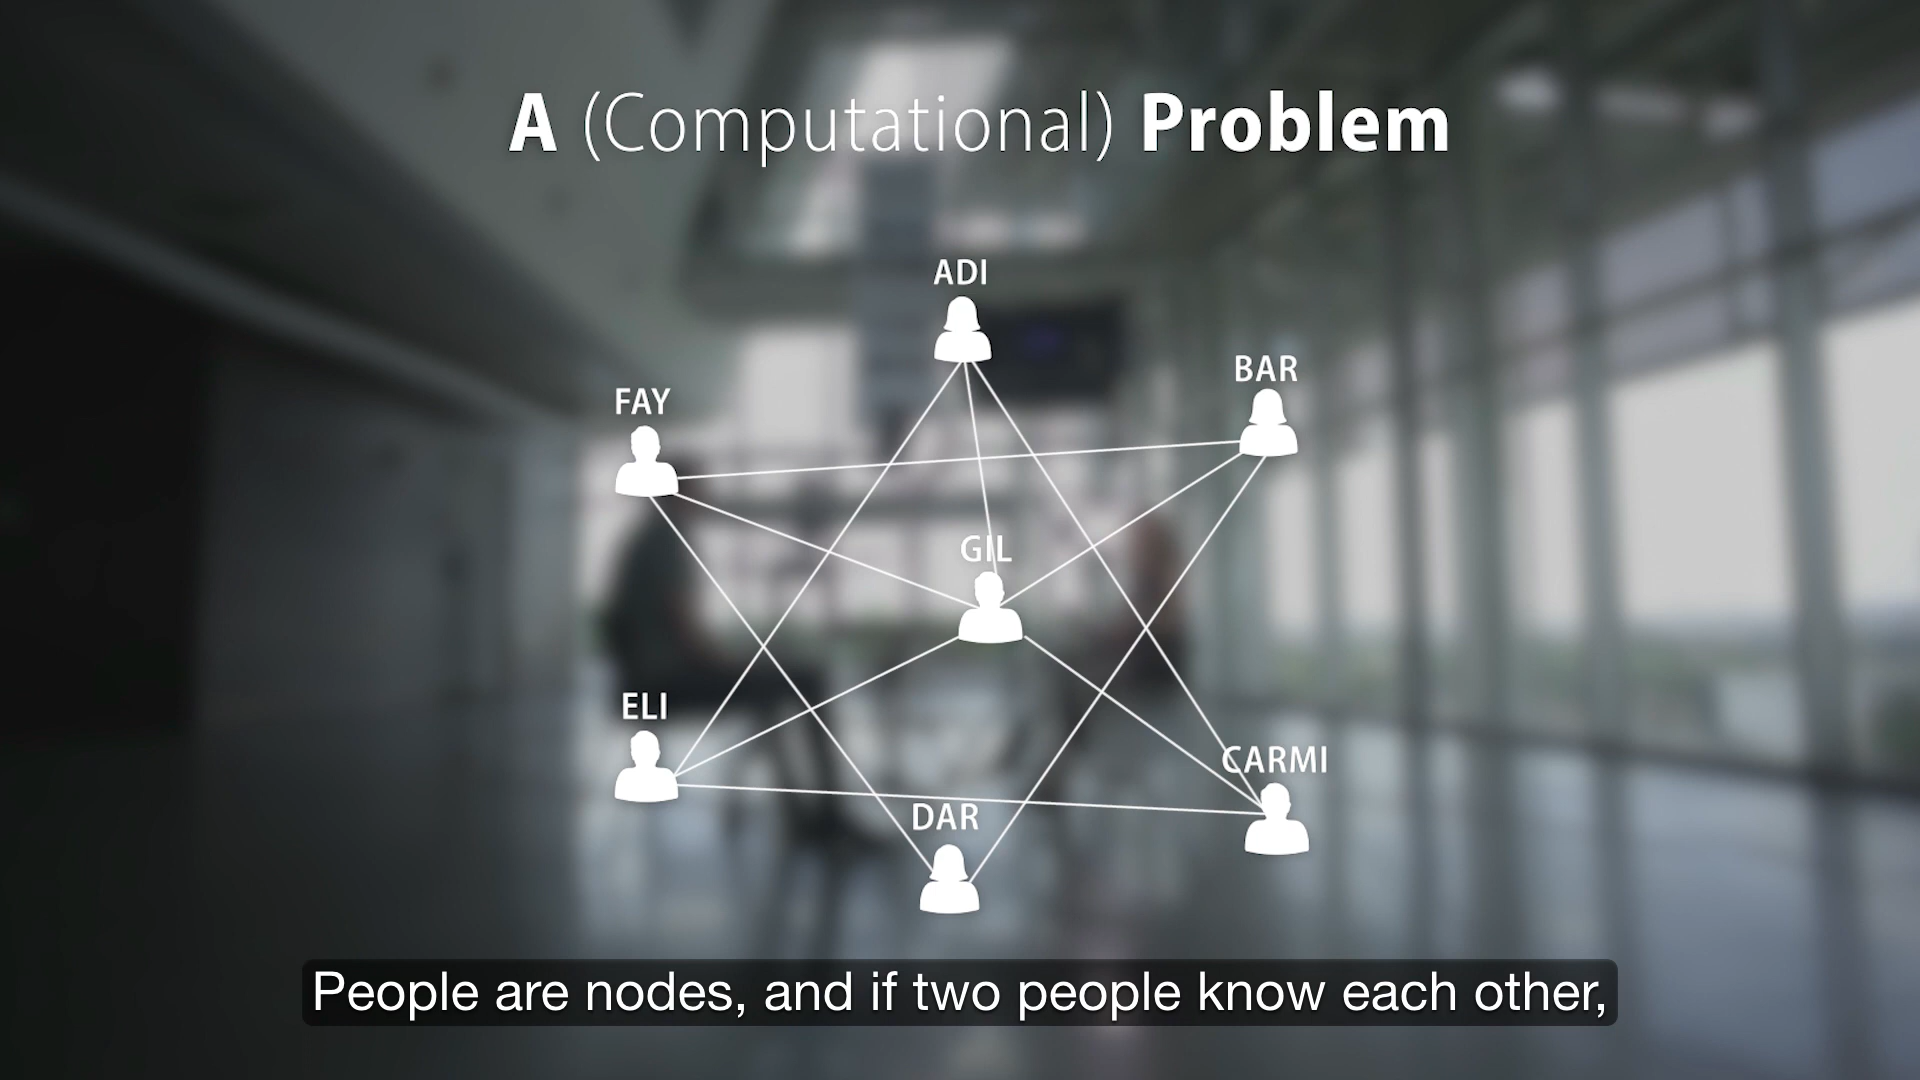 A (Computational) Problem
ADI
BAR
FAY
GIL
ELI
CARMI
DAR
People are nodes, and if two people know each other,